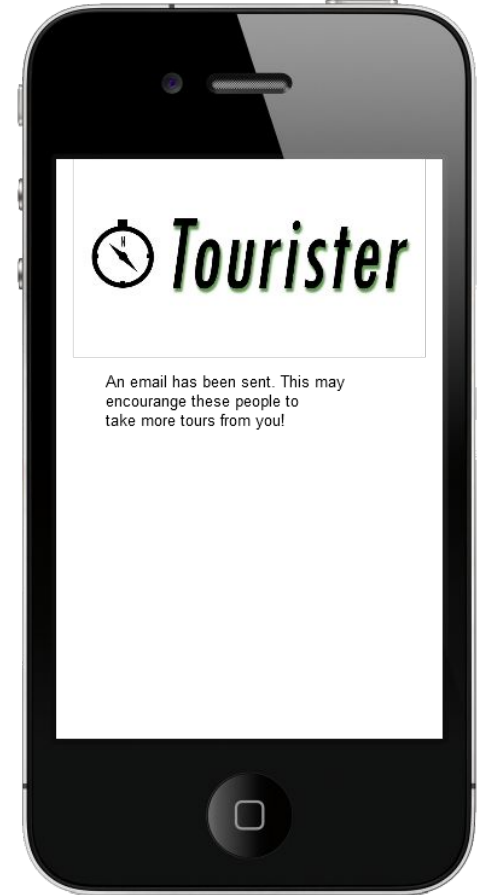 N
Tourister
An email has been sent. This may
encourange these people to
take more tours from you!